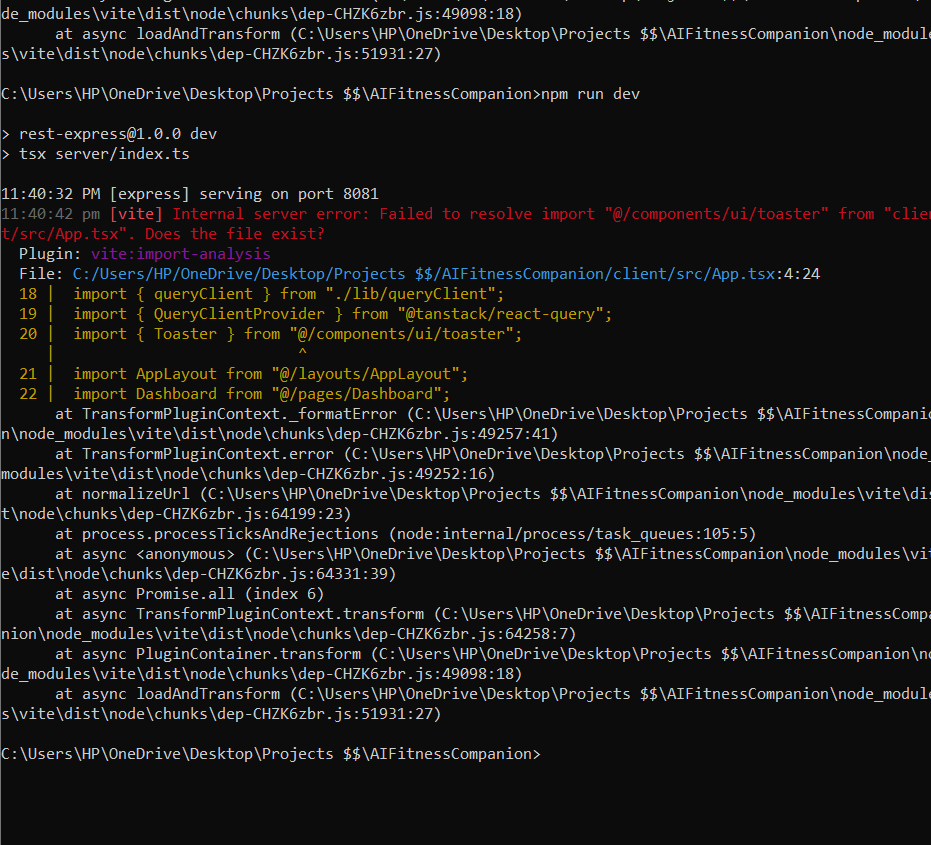 de_modules\vite\dist\node\chunks\dep-CHZK6zbr.js:49098:18)
at async loadAndTransform (C:\Users\HP\OneDrive\Desktop\Projects $$\AIFitnessCompanion\node_module
s\vite\dist\node\chunks\dep-CHZK6zbr.js:51931:27)
C:\Users\HP\OneDrive\Desktop\Projects $$\AIFitnessCompanion>npm run dev
> rest-express@1.0.0 dev
> tsx server/index.ts
11:40:32 PM [express] serving on port 8081
11:40:42 pm [vite] Internal server error: Failed to resolve import "@/components/ui/toaster" from "clien
t/src/App.tsx". Does the file exist?
Plugin: vite:import-analysis
File: C:/Users/HP/OneDrive/Desktop/Projects $$/AIFitnessCompanion/client/src/App.tsx:4:24
18 | import { queryClient } from "./lib/queryClient";
19 | import { QueryClientProvider } from "@tanstack/react-query";
20 | import { Toaster } from "@/components/ui/toaster";
| ^
21 | import AppLayout from "@/layouts/AppLayout";
22 | import Dashboard from "@/pages/Dashboard";
at TransformPluginContext._formatError (C:\Users\HP\OneDrive\Desktop\Projects $$\AIFitnessCompanio
n\node_modules\vite\dist\node\chunks\dep-CHZK6zbr.js:49257:41)
at TransformPluginContext.error (C:\Users\HP\OneDrive\Desktop\Projects $$\AIFitnessCompanion\node_
modules\vite\dist\node\chunks\dep-CHZK6zbr.js:49252:16)
at normalizeUrl (C:\Users\HP\OneDrive\Desktop\Projects $$\AIFitnessCompanion\node_modules\vite\dis
t\node\chunks\dep-CHZK6zbr.js:64199:23)
at process.processTicksAndRejections (node:internal/process/task_queues:105:5)
at async <anonymous> (C:\Users\HP\OneDrive\Desktop\Projects $$\AIFitnessCompanion\node_modules\vit
e\dist\node\chunks\dep-CHZK6zbr.js:64331:39)
at async Promise.all (index 6)
at async TransformPluginContext.transform (C:\Users\HP\OneDrive\Desktop\Projects $$\AIFitnessCompa
nion\node_modules\vite\dist\node\chunks\dep-CHZK6zbr.js:64258:7)
at async PluginContainer.transform (C:\Users\HP\OneDrive\Desktop\Projects $$\AIFitnessCompanion\no
de_modules\vite\dist\node\chunks\dep-CHZK6zbr.js:49098:18)
at async loadAndTransform (C:\Users\HP\OneDrive\Desktop\Projects $$\AIFitnessCompanion\node_module
s\vite\dist\node\chunks\dep-CHZK6zbr.js:51931:27)
C:\Users\HP\OneDrive\Desktop\Projects $$\AIFitnessCompanion>